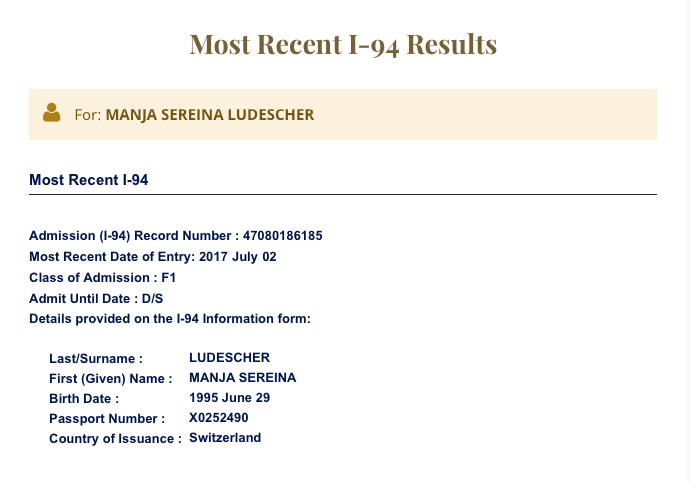 Most Recent I-94 Results
For: MANJA SEREINA LUDESCHER
Most Recent I-94
Admission (I-94) Record Number : 47080186185
Most Recent Date of Entry: 2017 July 02
Class of Admission : F1
Admit Until Date : D/S
Details provided on the I-94 Information form:
Last/Surname : LUDESCHER
First (Given) Name : MANJA SEREINA
Birth Date : 1995 June 29
Passport Number : X0252490
Country of Issuance : Switzerland